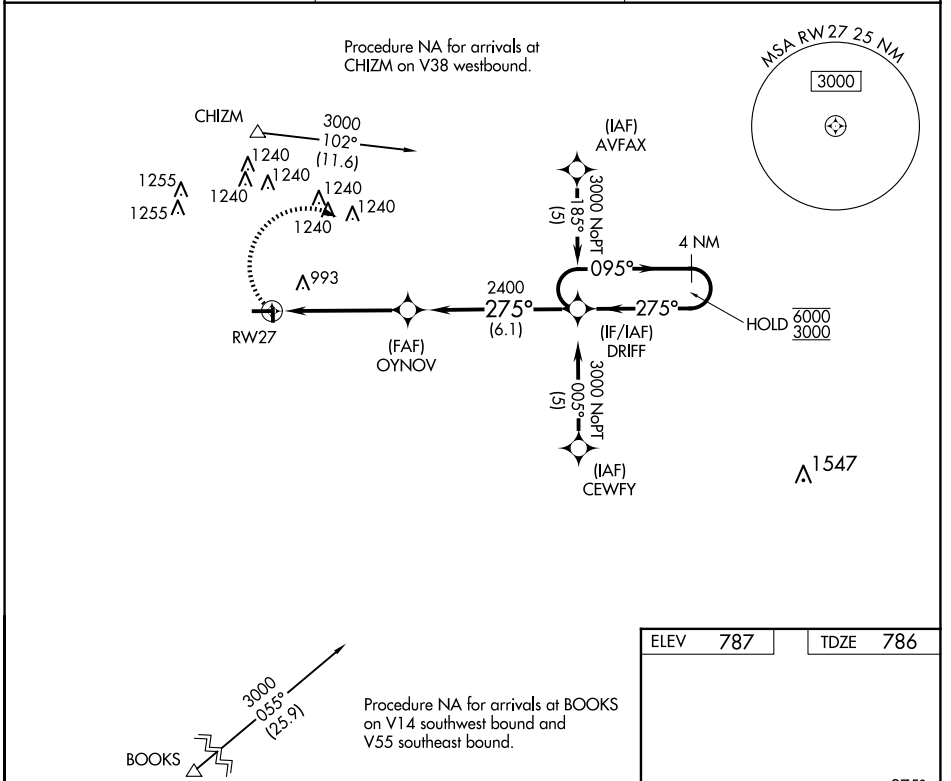 Procedure NA for arrivals at
CHIZM on V38 westbound.
MSA RW27 25 NM
3000
CHIZM
3000
102°
(11.6)
(IAF)
AVFAX
1240
1240
1240
1240
1240
1240
1255
1255
993
3000 NoPT
185°
(5)
4 NM
095°
2400
275°
(6.1)
275°
HOLD 6000
3000
RW27
(FAF)
OYNOV
(IF/IAF)
DRIFF
3000 NoPT
005°
(5)
(IAF)
CEWFY
1547
ELEV 787
TDZE 786
3000
055°
(25.9)
BOOKS
Procedure NA for arrivals at BOOKS
on V14 southwest bound and
V55 southeast bound.